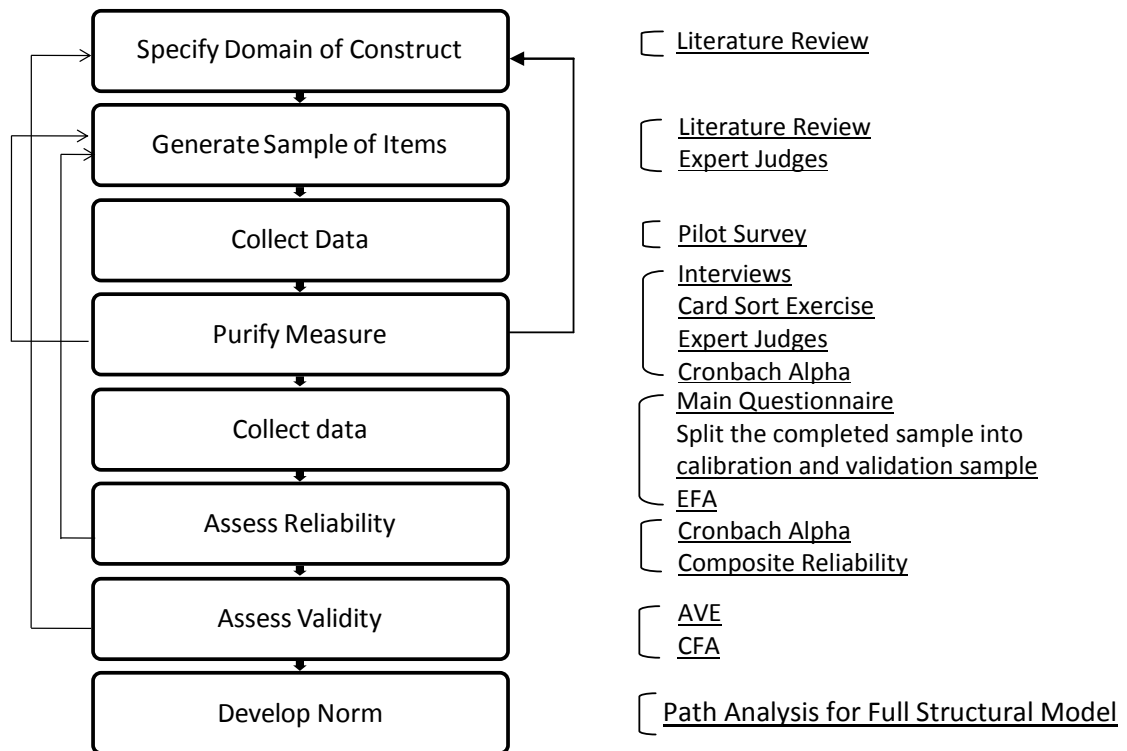 Specify Domain of Construct
Literature Review
Generate Sample of Items
Literature Review
Expert Judges
Collect Data
Pilot Survey
Purify Measure
Interviews
Card Sort Exercise
Expert Judges
Cronbach Alpha
Collect data
Main Questionnaire
Split the completed sample into
calibration and validation sample
EFA
Assess Reliability
Cronbach Alpha
Composite Reliability
Assess Validity
AVE
CFA
Develop Norm
Path Analysis for Full Structural Model